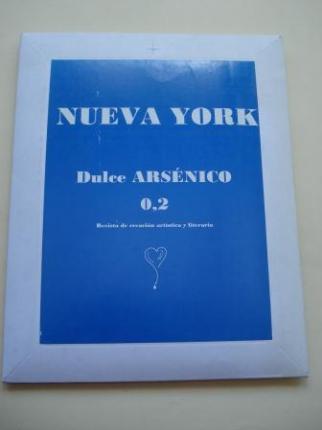 NUEVA YORK
Dulce ARSÉNICO
0,2
Revista de creación artística y literaria